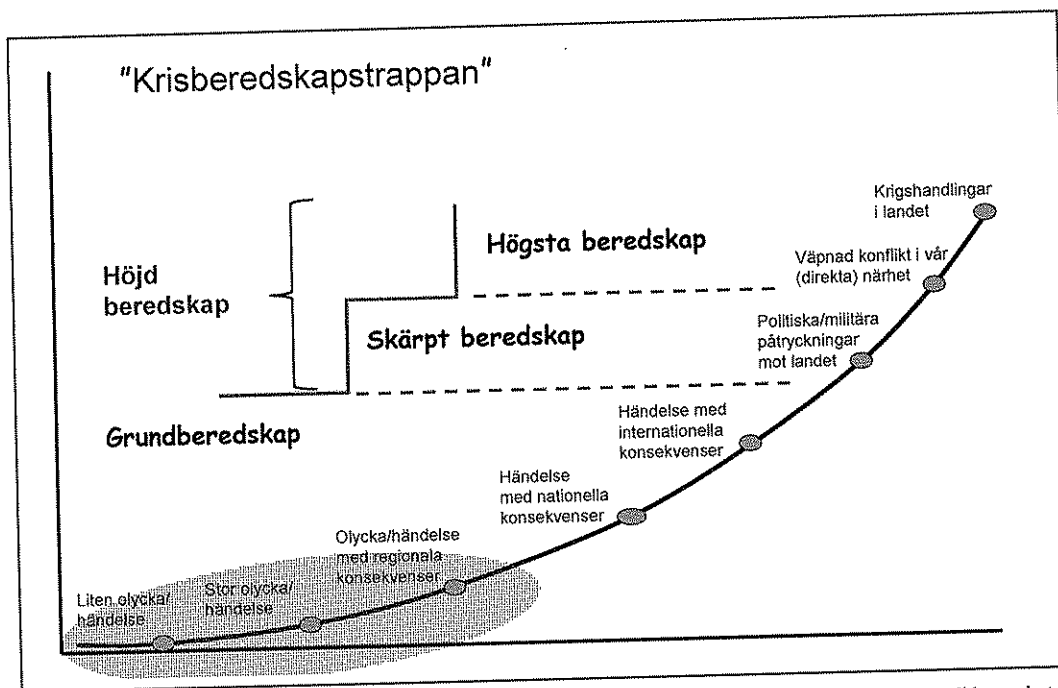 "Krisberedskapstrappan"
Krigshandlingar
i landet
Högsta beredskap
Väpnad konflikt i vår
(direkta) närhet
Höjd
beredskap
Skärpt beredskap
Politiska/militära
påtryckningar
mot landet
Grundberedskap
Händelse med
internationella
konsekvenser
Händelse
med nationella
konsekvenser
Olycka/händelse
med regionala
konsekvenser
Stor olycka/
händelse
Liten olycka/
händelse